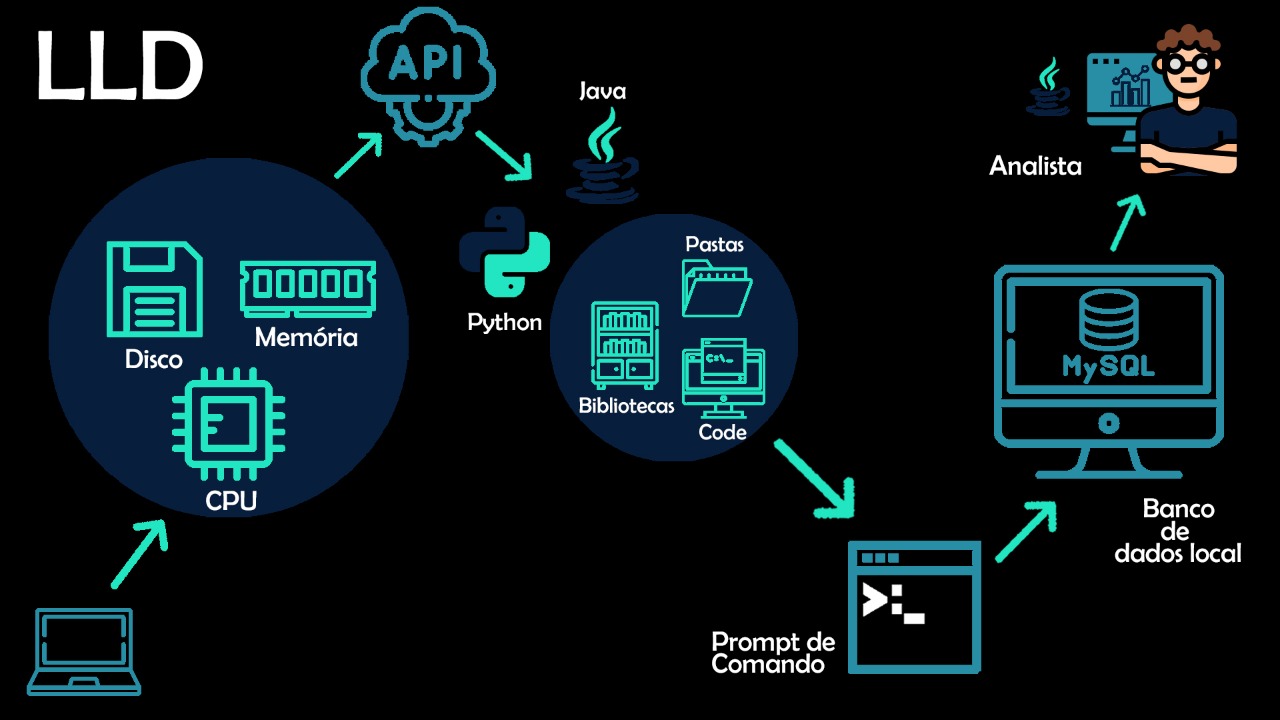 LLD
API
Java
Python
Disco
Memória
CPU
Pastas
Bibliotecas
C:\_
Code
Prompt de
Comando
>:_
MySQL
Banco
de
dados local
Analista